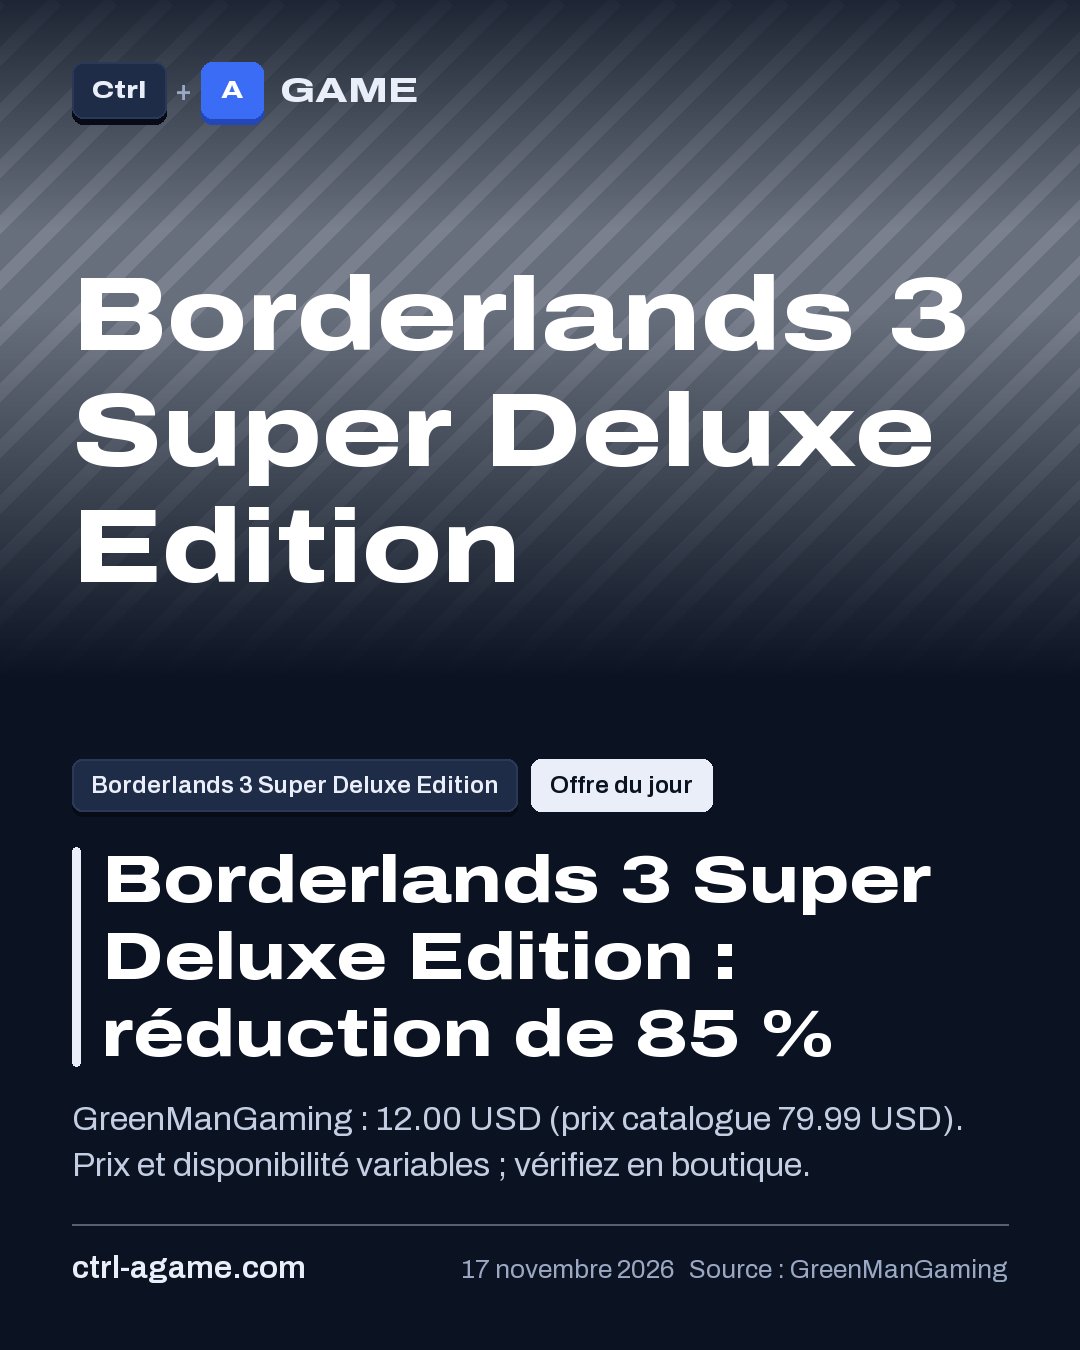 Ctrl + A GAME
Borderlands 3
Super Deluxe
Edition
Borderlands 3 Super Deluxe Edition Offre du jour
Borderlands 3 Super
Deluxe Edition :
réduction de 85 %
GreenManGaming : 12.00 USD (prix catalogue 79.99 USD).
Prix et disponibilité variables ; vérifiez en boutique.
ctrl-agame.com 17 novembre 2026 Source : GreenManGaming